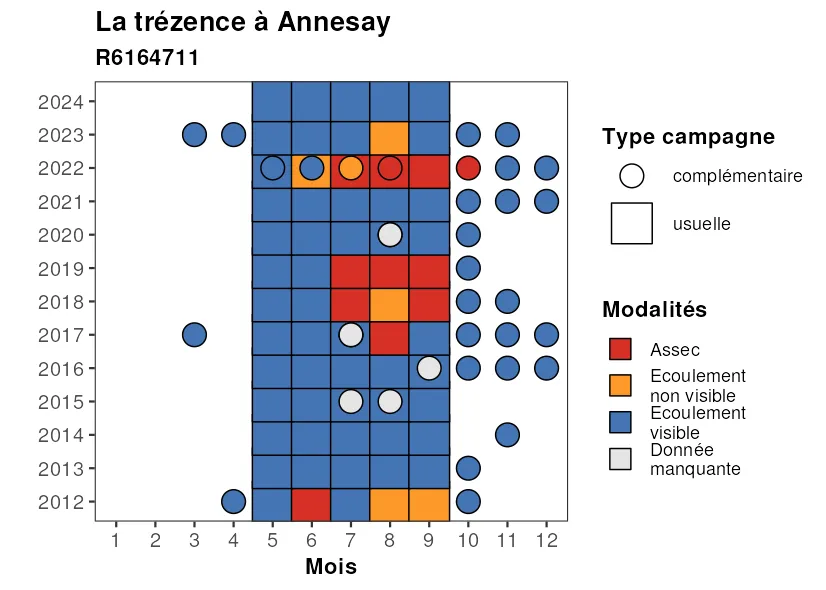 La trézence à Annesay
R6164711
2024
2023
2022
2021
2020
2019
2018
2017
2016
2015
2014
2013
2012
1 2 3 4 5 6 7 8 9 10 11 12
Mois
Type campagne
complémentaire
usuelle
Modalités
Assec
Ecoulement
non visible
Ecoulement
visible
Donnée
manquante